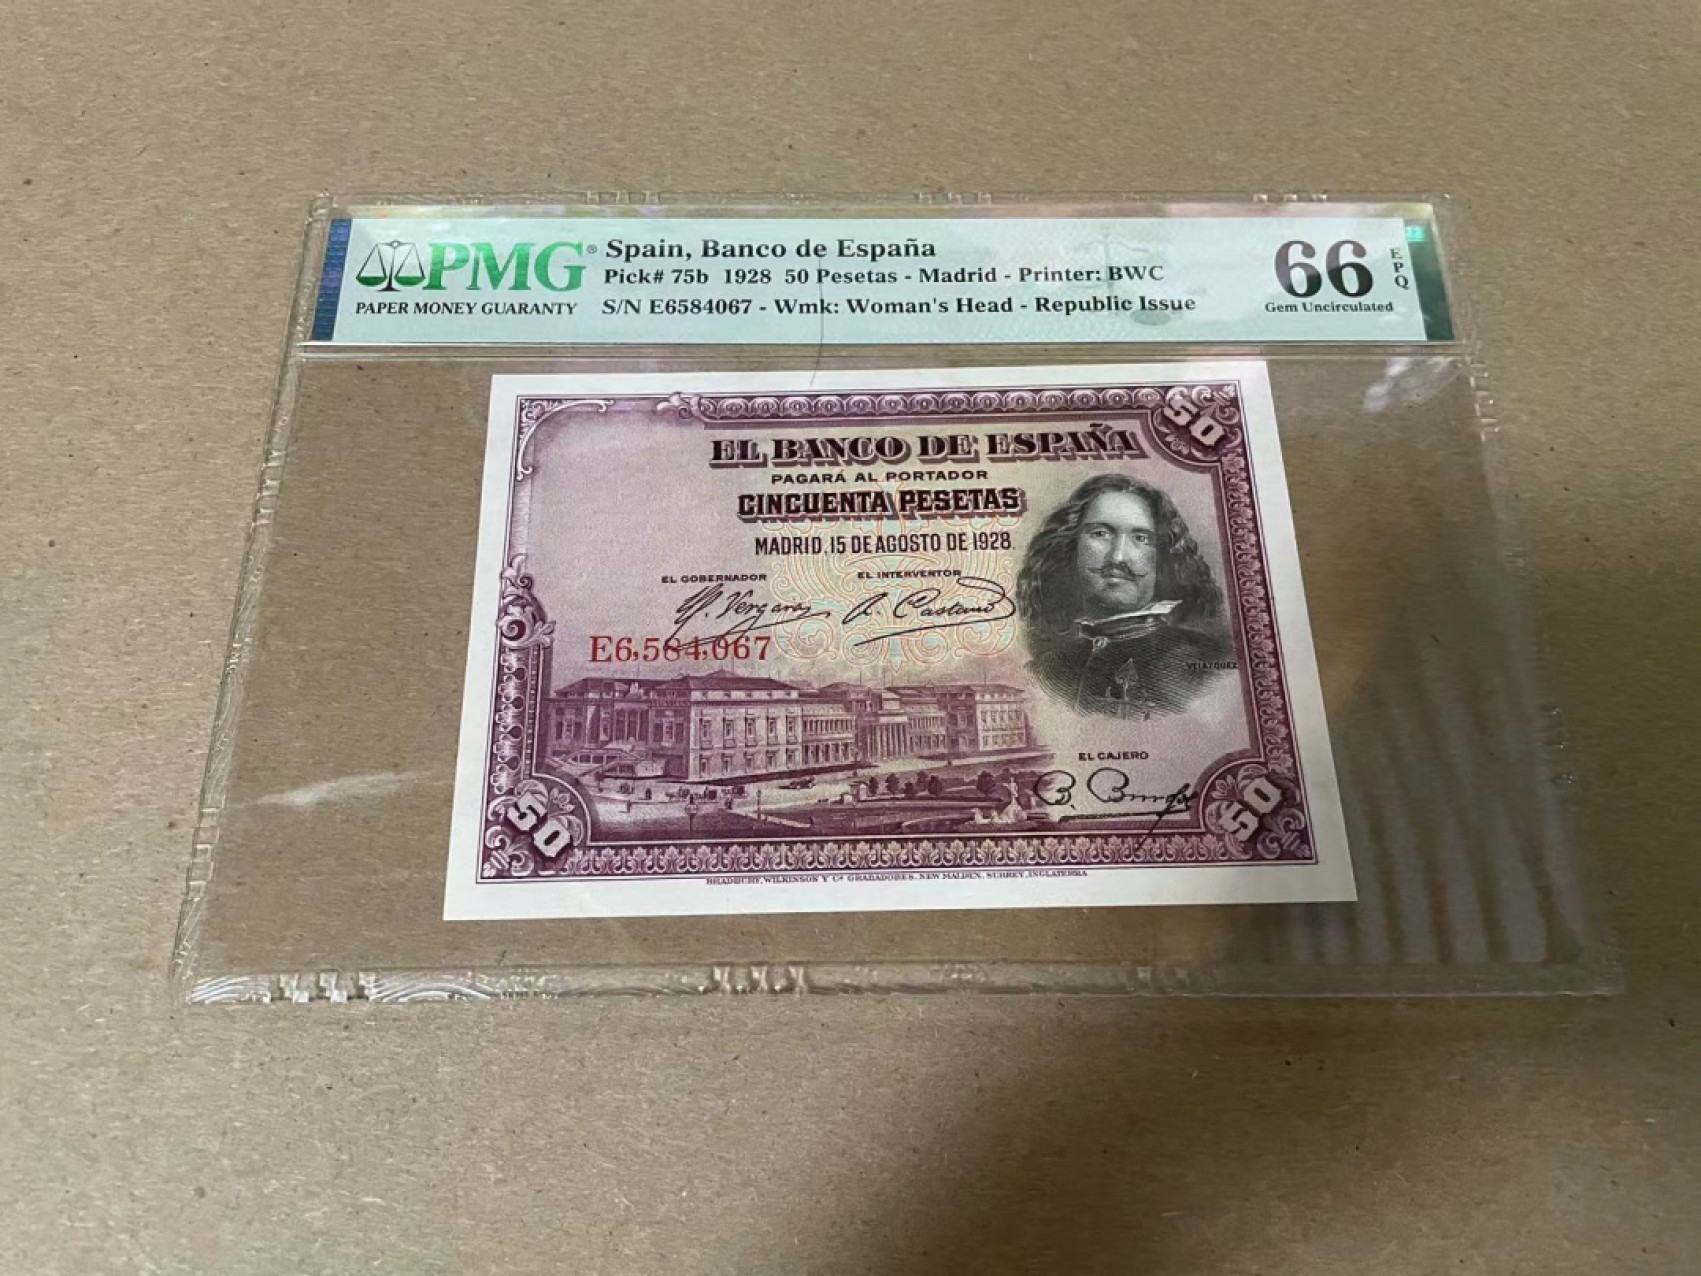 PMG®
PAPER MONEY GUARANTY
Spain, Banco de España
Pick# 75b 1928 50 Pesetas - Madrid - Printer: BWC
S/N E6584067 - Wmk: Woman's Head - Republic Issue
66
EPQ
Gem Uncirculated
50
EL BANCO DE ESPAÑA
PAGARÁ AL PORTADOR
CINCUENTA PESETAS
MADRID, 15 DE AGOSTO DE 1928.
EL GOBERNADOR
EL INTERVENTOR
E6,584,067
VELAZQUEZ
EL CAJERO
50
50
BRADBURY, WILKINSON Y Cª GRABADORES. NEW MALDEN, SURREY, INGLATERRA